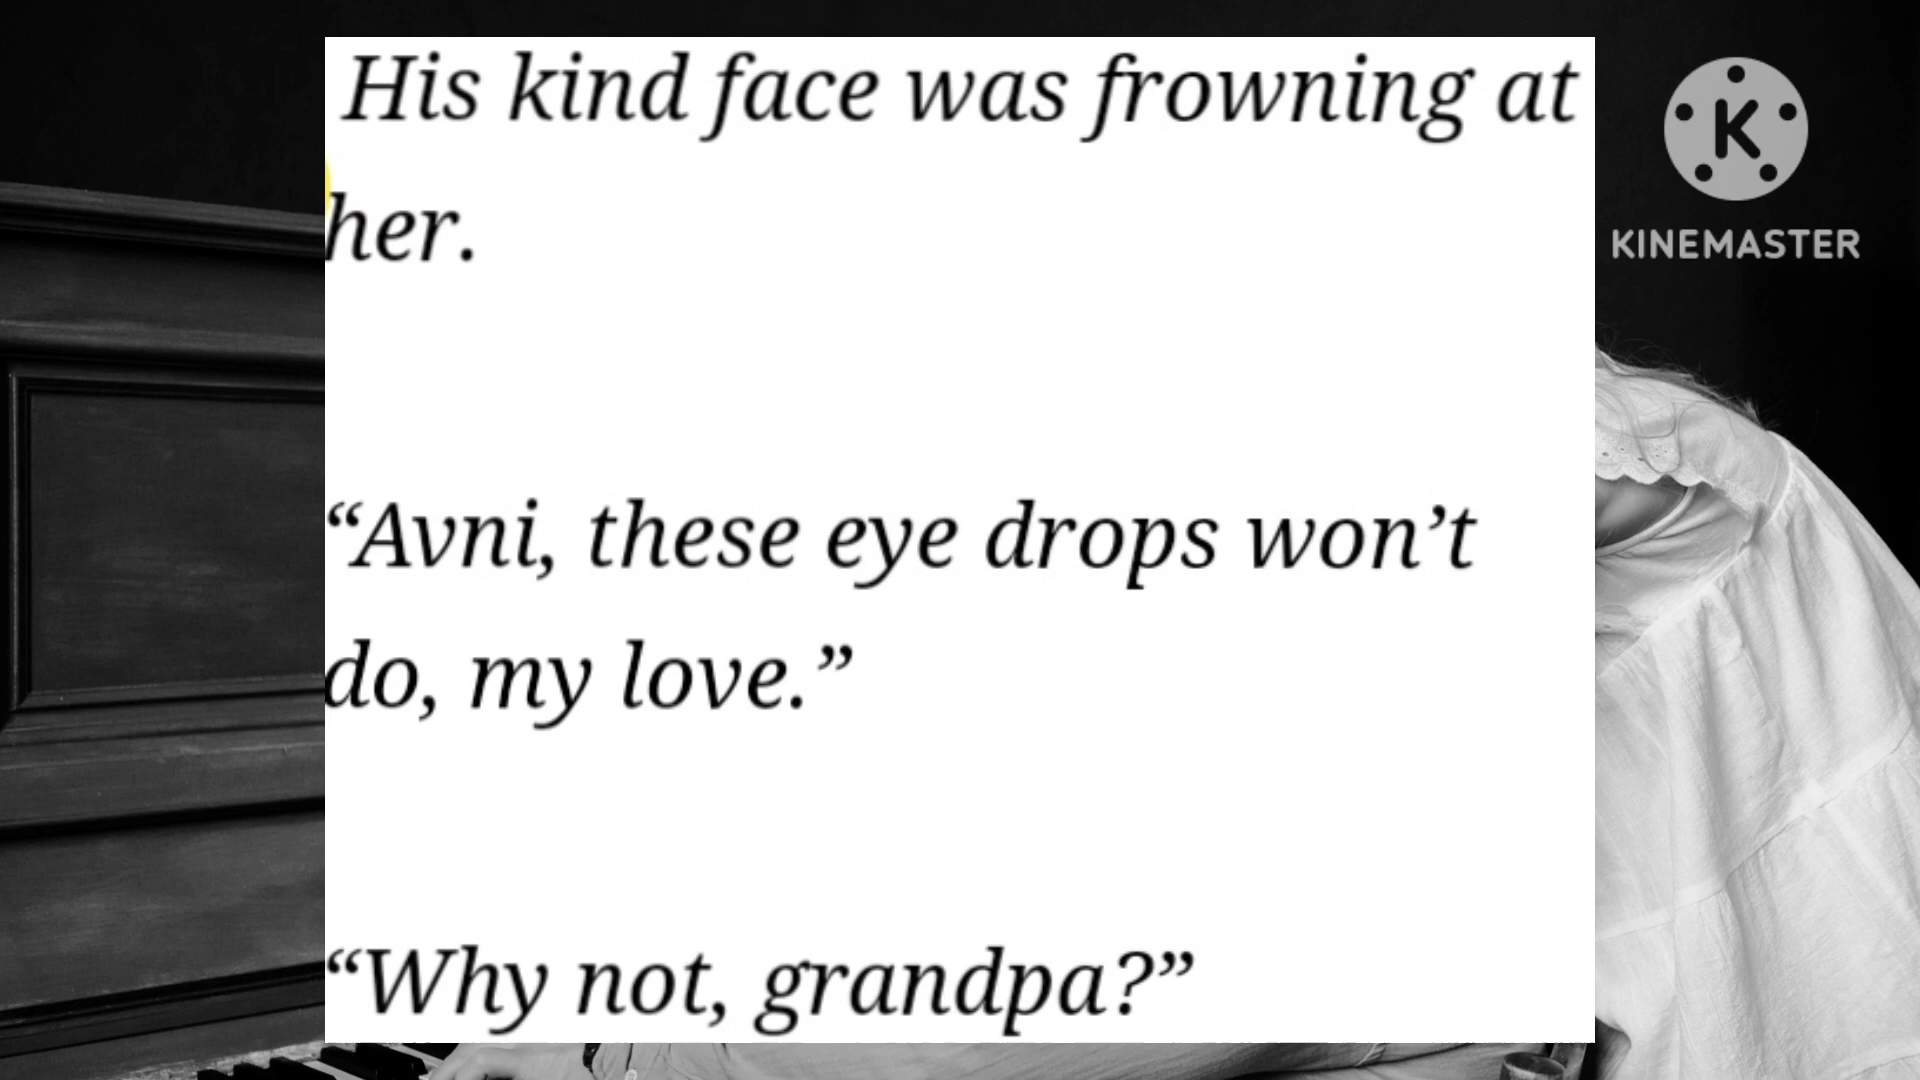 His kind face was frowning at
her.
“Avni, these eye drops won’t
do, my love.”
“Why not, grandpa?”
K
KINEMASTER